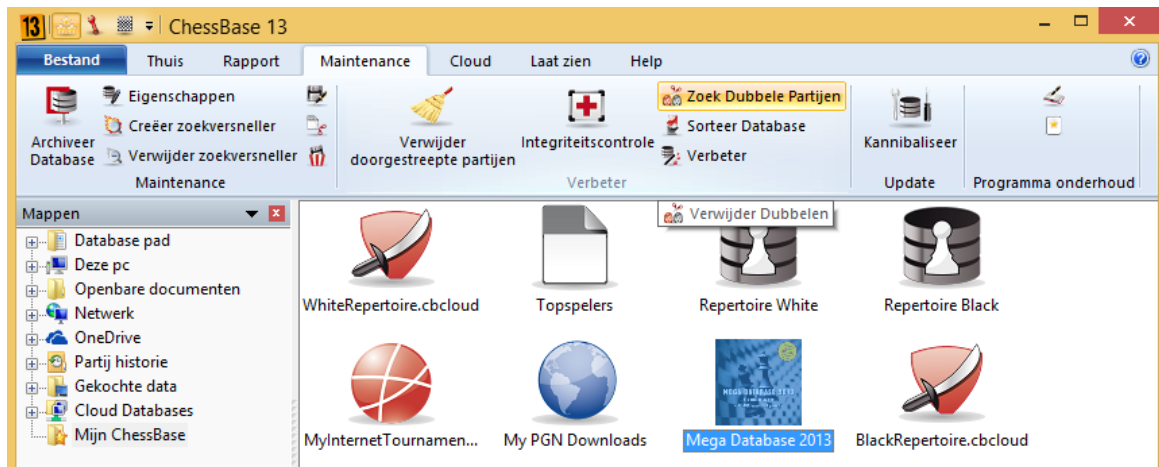 13 ChessBase 13
Bestand Thuis Rapport Maintenance Cloud Laat zien Help
Archiveer Database
Eigenschappen
Creëer zoekversneller
Verwijder zoekversneller
Maintenance
Verwijder doorgestreepte partijen
Integriteitscontrole
Zoek Dubbele Partijen
Sorteer Database
Verbeter
Verbeter
Kannibaliseer
Update
Programma onderhoud
Verwijder Dubbelen
Mappen
Database pad
Deze pc
Openbare documenten
Netwerk
OneDrive
Partij historie
Gekochte data
Cloud Databases
Mijn ChessBase
WhiteRepertoire.cbcloud Topspelers Repertoire White Repertoire Black
MEGA DATABASE 2013
MyInternetTournamen... My PGN Downloads Mega Database 2013 BlackRepertoire.cbcloud